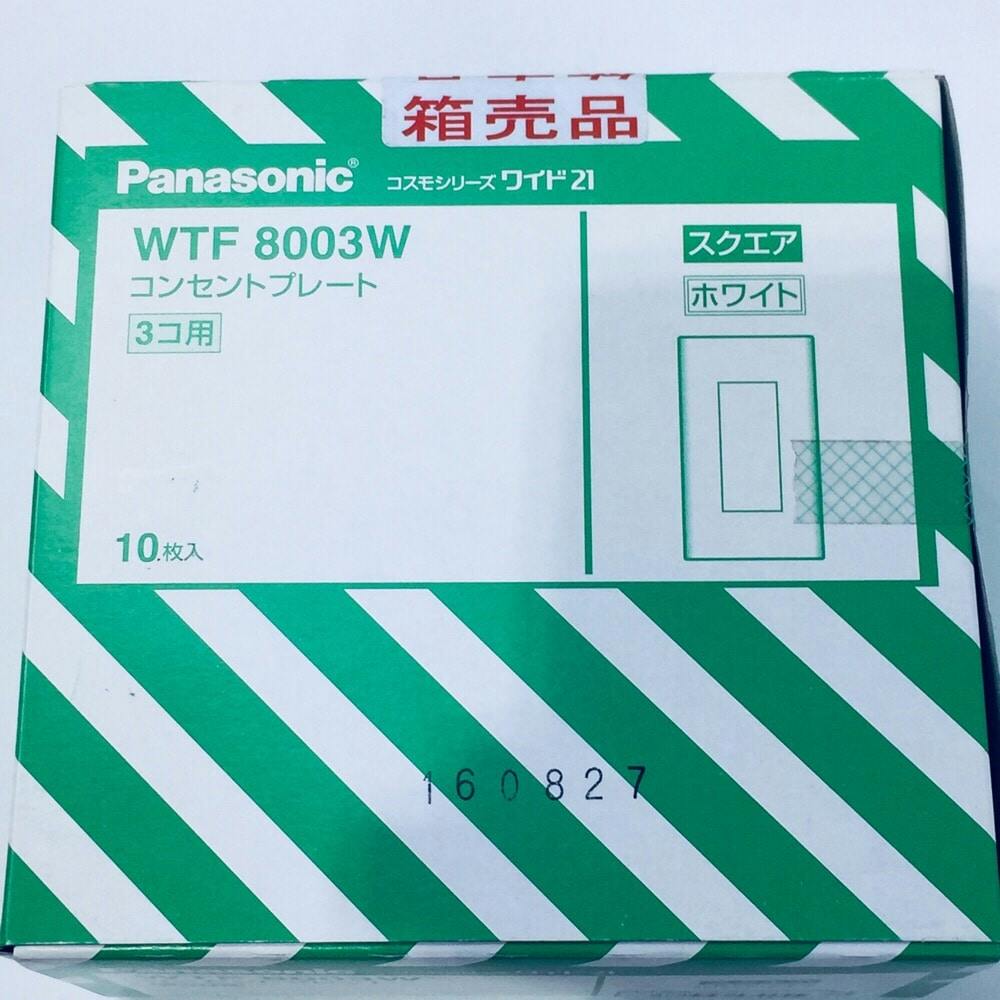 箱売品
Panasonic® コスモシリーズ ワイド21
WTF 8003W
コンセントプレート
3コ用
スクエア
ホワイト
10枚入
160827